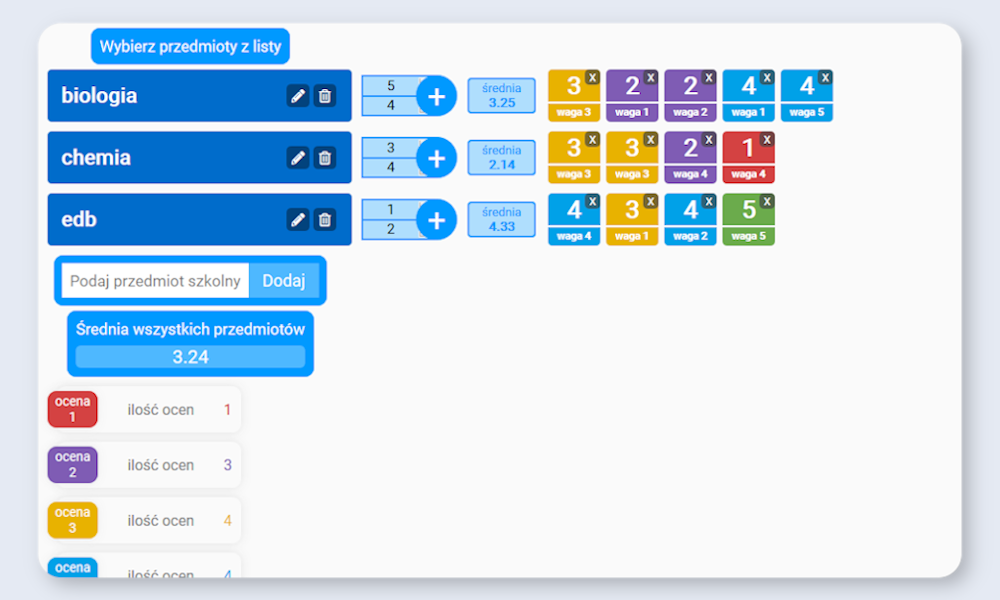 Wybierz przedmioty z listy
biologia
5
4
+
średnia
3.25
3 x 2 x 2 x 4 x 4 x
waga 3 waga 1 waga 2 waga 1 waga 5
chemia
3
4
+
średnia
2.14
3 x 3 x 2 x 1 x
waga 3 waga 3 waga 4 waga 4
edb
1
2
+
średnia
4.33
4 x 3 x 4 x 5 x
waga 4 waga 1 waga 2 waga 5
Podaj przedmiot szkolny Dodaj
Średnia wszystkich przedmiotów
3.24
ocena
1
ilość ocen 1
ocena
2
ilość ocen 3
ocena
3
ilość ocen 4
ocena
ilość ocen 4